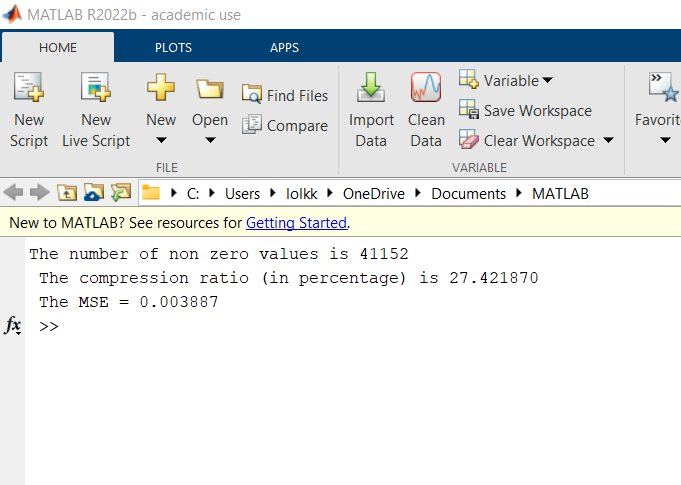 MATLAB R2022b - academic use
HOME PLOTS APPS
New Script
New Live Script
New
Open
Find Files
Compare
Import Data
Clean Data
Variable
Save Workspace
Clear Workspace
Favorit
FILE
VARIABLE
C: Users lolkk OneDrive Documents MATLAB
New to MATLAB? See resources for Getting Started.
The number of non zero values is 41152
The compression ratio (in percentage) is 27.421870
The MSE = 0.003887
fx >>